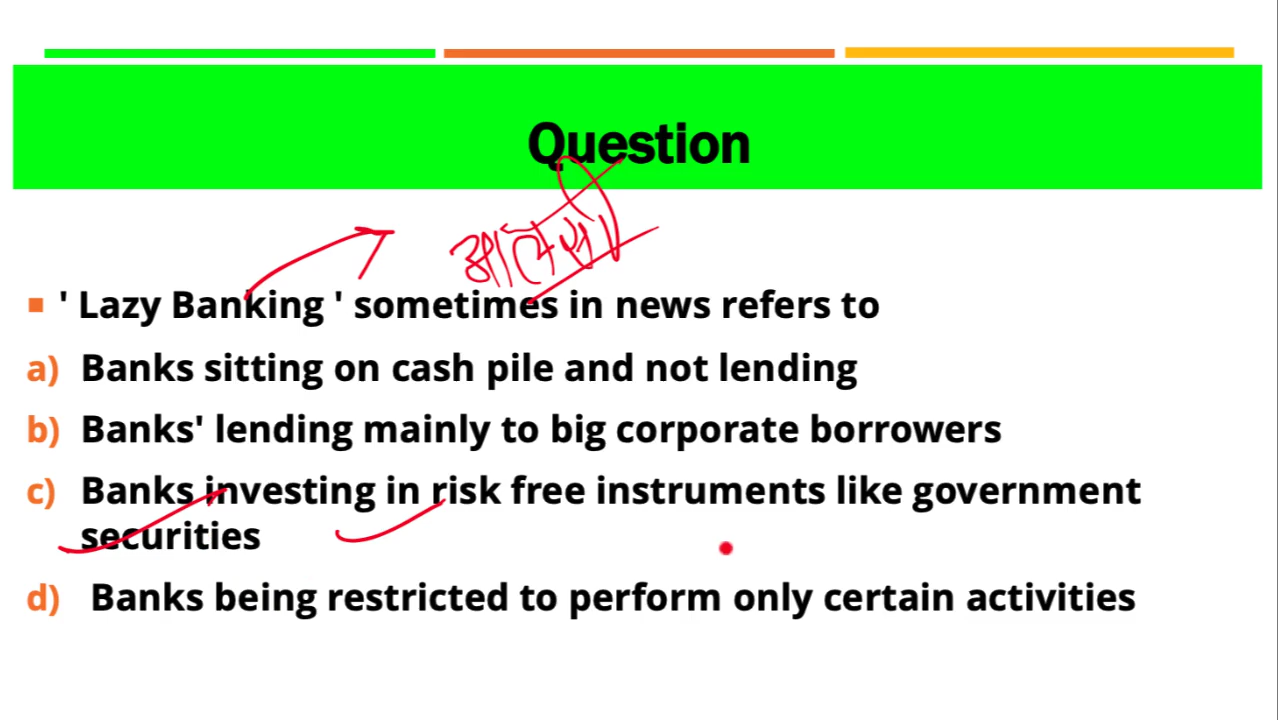 Question
आलसी
' Lazy Banking ' sometimes in news refers to
a) Banks sitting on cash pile and not lending
b) Banks' lending mainly to big corporate borrowers
c) Banks investing in risk free instruments like government
securities
d) Banks being restricted to perform only certain activities